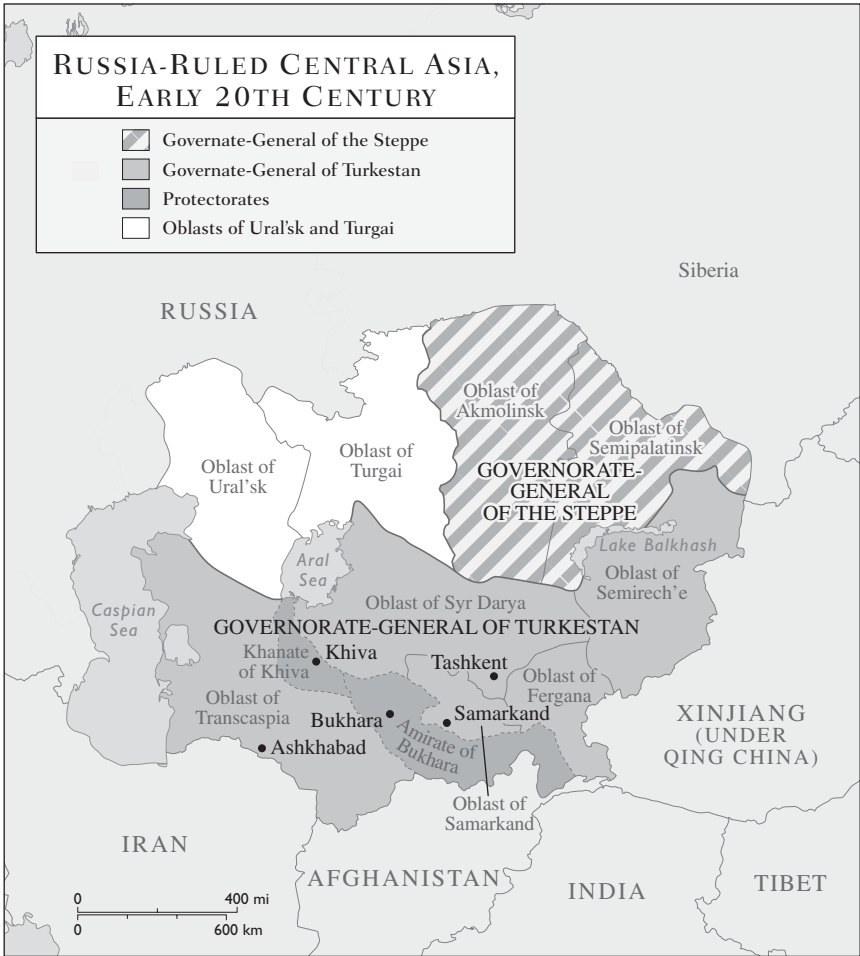 RUSSIA-RULED CENTRAL ASIA,
EARLY 20TH CENTURY
Governate-General of the Steppe
Governate-General of Turkestan
Protectorates
Oblasts of Ural'sk and Turgai
Siberia
RUSSIA
Oblast of
Akmolinsk
Oblast of
Semipalatinsk
Oblast of
Turgai
Oblast of
Ural'sk
GOVERNORATE-
GENERAL
OF THE STEPPE
Lake Balkhash
Aral
Sea
Oblast of
Semirech'e
Caspian
Sea
Oblast of Syr Darya
GOVERNORATE-GENERAL OF TURKESTAN
Khanate
of Khiva
Khiva
Tashkent
Oblast of
Fergana
Oblast of
Transcaspia
Bukhara
Samarkand
Amirate of
Bukhara
Ashkhabad
XINJIANG
(UNDER
QING CHINA)
Oblast of
Samarkand
IRAN
AFGHANISTAN
INDIA
TIBET
0 400 mi
0 600 km